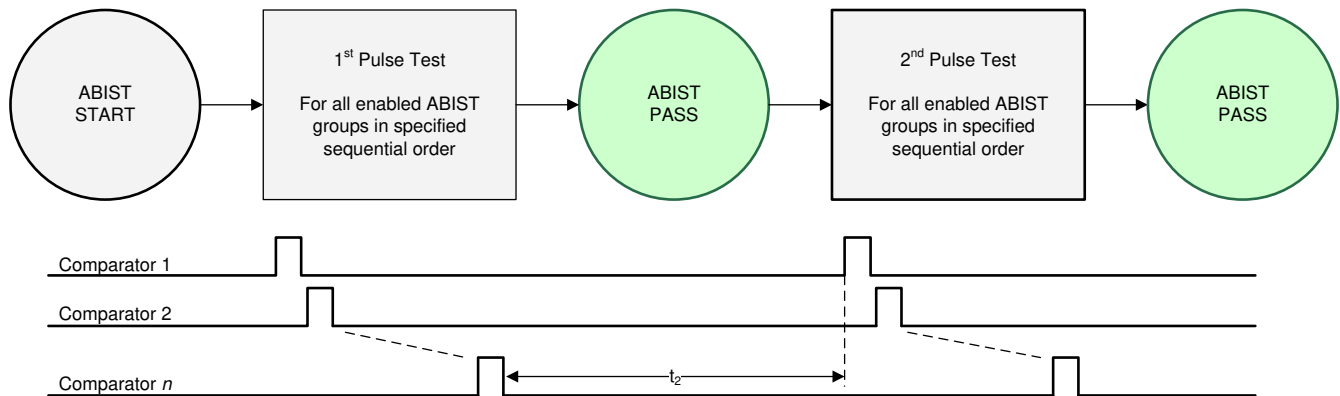 ABIST
START
1st Pulse Test
For all enabled ABIST
groups in specified
sequential order
ABIST
PASS
2nd Pulse Test
For all enabled ABIST
groups in specified
sequential order
ABIST
PASS
Comparator 1
Comparator 2
Comparator n
t2